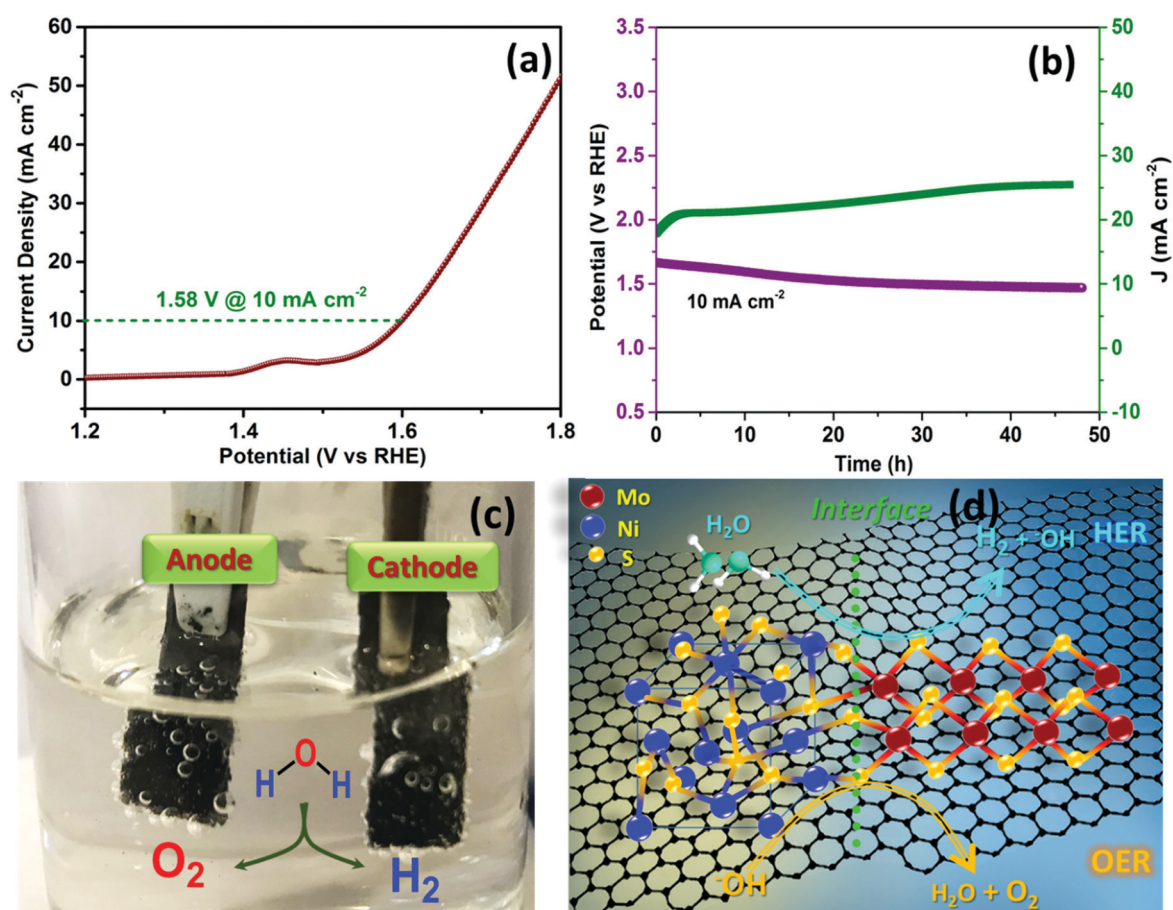 (a)
60
50
40
30
20
10
0
Current Density (mA cm⁻²)
1.58 V @ 10 mA cm⁻²
1.2
1.4
1.6
1.8
Potential (V vs RHE)
(b)
3.5
3.0
2.5
2.0
1.5
1.0
0.5
Potential (V vs RHE)
10 mA cm⁻²
50
40
30
20
10
0
-10
J (mA cm⁻²)
0
10
20
30
40
50
Time (h)
(c)
Anode
Cathode
H O H
O₂
H₂
(d)
Mo
Ni
S
H₂O
Interface
H₂ + ⁻OH
HER
⁻OH
H₂O + O₂
OER